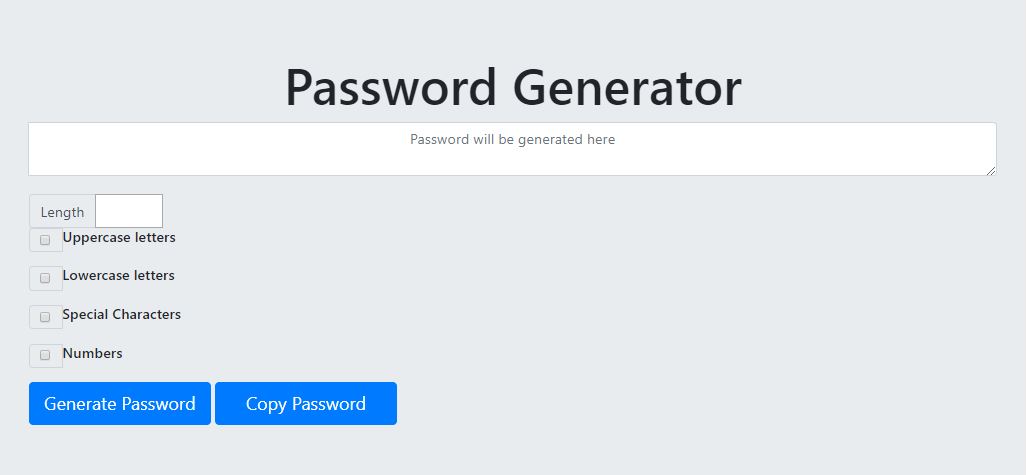 Password Generator
Password will be generated here
Length
Uppercase letters
Lowercase letters
Special Characters
Numbers
Generate Password Copy Password